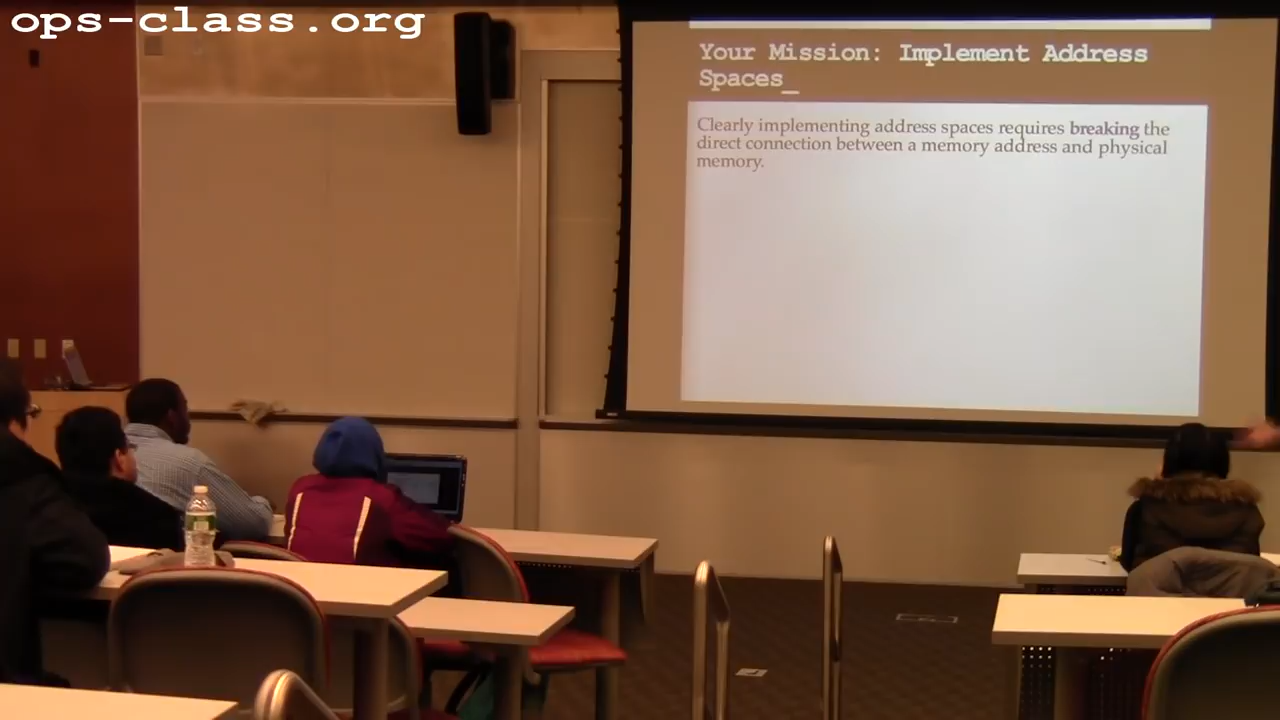 ops-class.org
Your Mission: Implement Address
Spaces_
Clearly implementing address spaces requires breaking the
direct connection between a memory address and physical
memory.